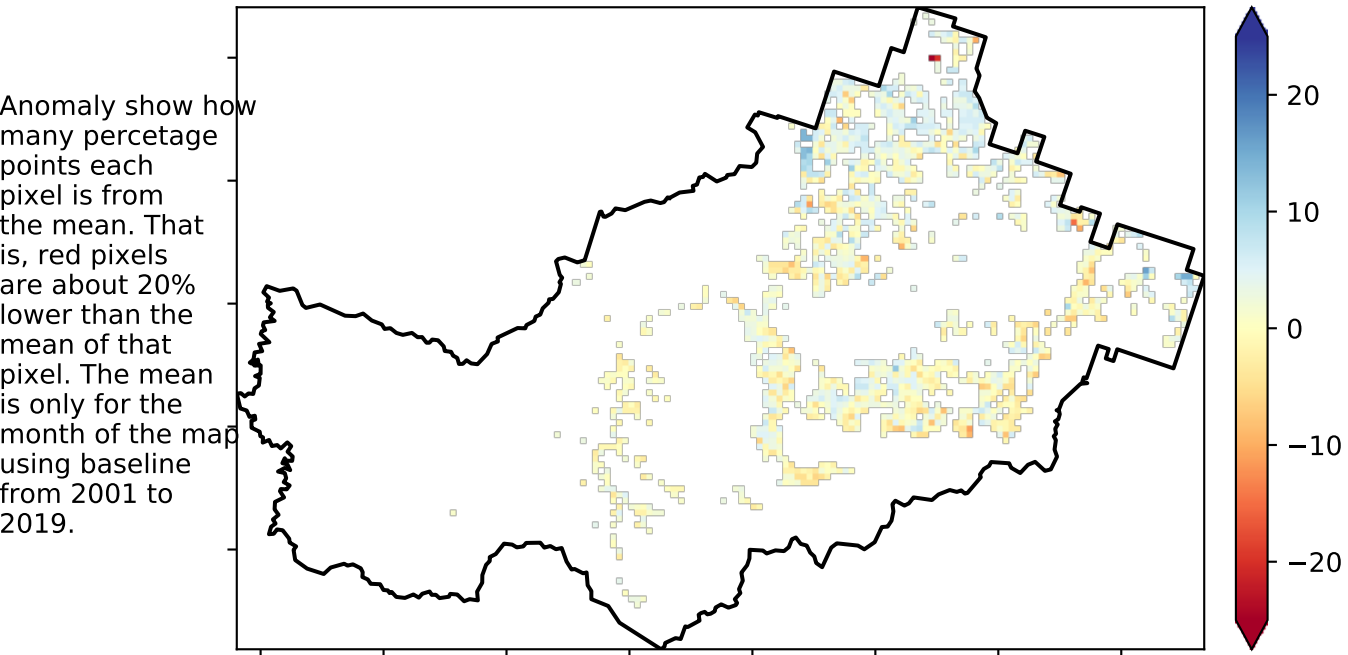 Anomaly show how
many percetage
points each
pixel is from
the mean. That
is, red pixels
are about 20%
lower than the
mean of that
pixel. The mean
is only for the
month of the map
using baseline
from 2001 to
2019.
20
10
0
−10
−20